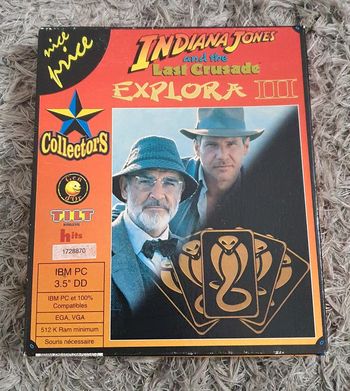 nice
price
INDIANA JONES
and the
Last Crusade
EXPLORA III
Collectors
TILT
hits
1728870
IBM PC
3.5" DD
IBM PC et 100%
Compatibles
EGA, VGA
512 K Ram minimum
Souris nécessaire